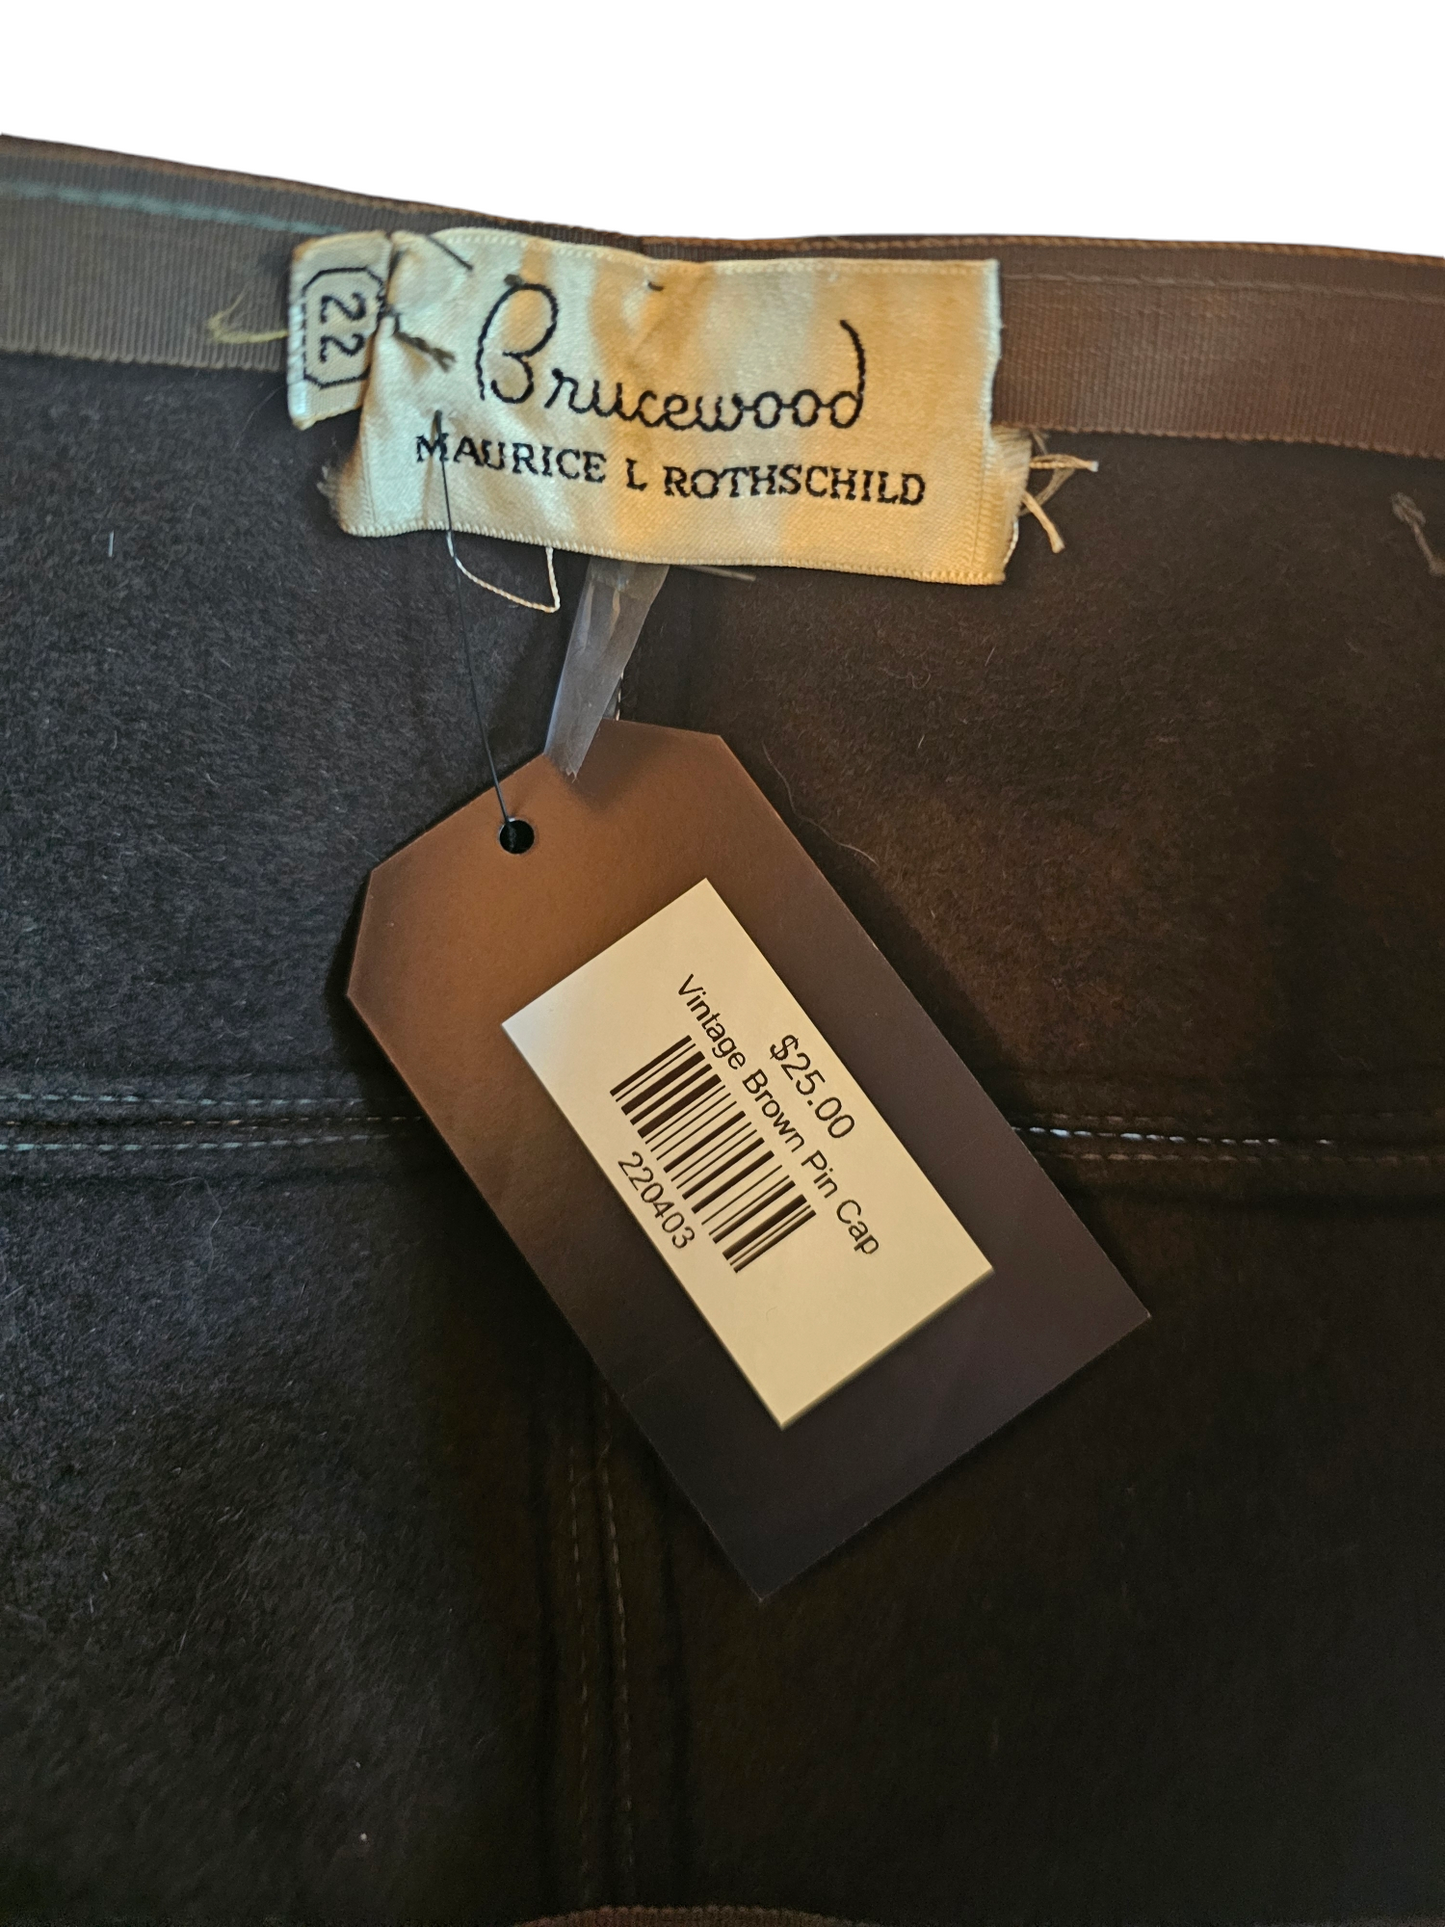 22
Brucewood
MAURICE L ROTHSCHILD
$25.00
Vintage Brown Pin Cap
220403